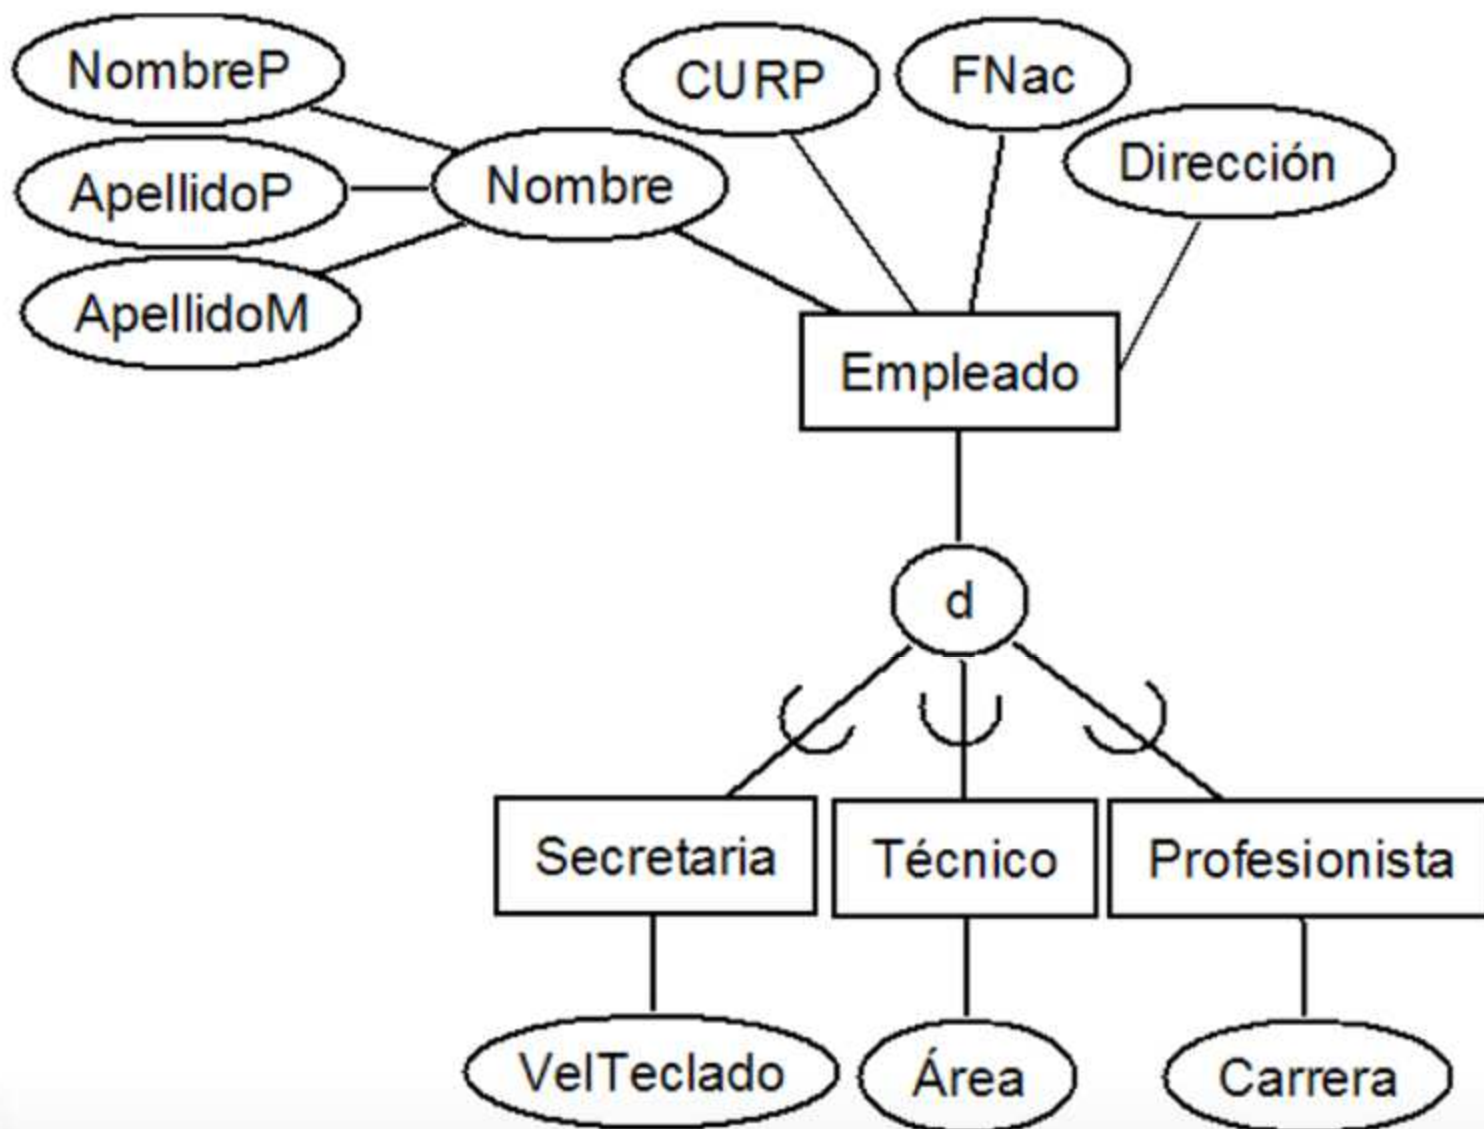 NombreP
CURP
FNac
Dirección
ApellidoP
Nombre
ApellidoM
Empleado
d
Secretaria
Técnico
Profesionista
VelTeclado
Área
Carrera